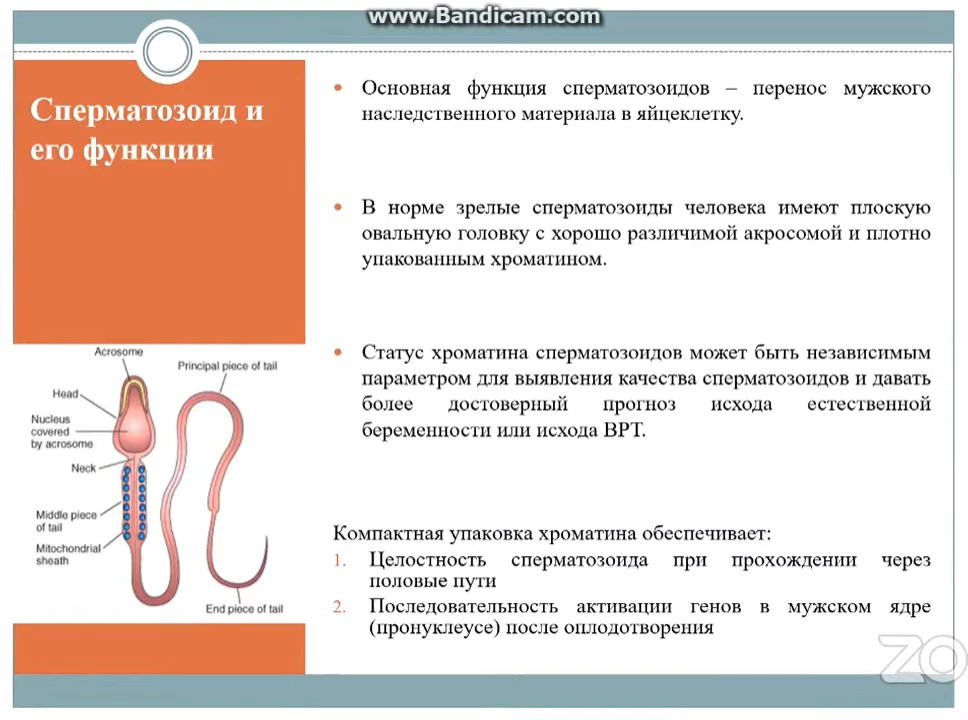 www.Bandicam.com
Сперматозоид и
его функции
Основная функция сперматозоидов – перенос мужского
наследственного материала в яйцеклетку.
В норме зрелые сперматозоиды человека имеют плоскую
овальную головку с хорошо различимой акросомой и плотно
упакованным хроматином.
Статус хроматина сперматозоидов может быть независимым
параметром для выявления качества сперматозоидов и давать
более достоверный прогноз исхода естественной
беременности или исхода ВРТ.
Компактная упаковка хроматина обеспечивает:
1. Целостность сперматозоида при прохождении через
половые пути
2. Последовательность активации генов в мужском ядре
(пронуклеусе) после оплодотворения
Acrosome
Principal piece of tail
Head
Nucleus
covered
by acrosome
Neck
Middle piece
of tail
Mitochondrial
sheath
End piece of tail
ZO